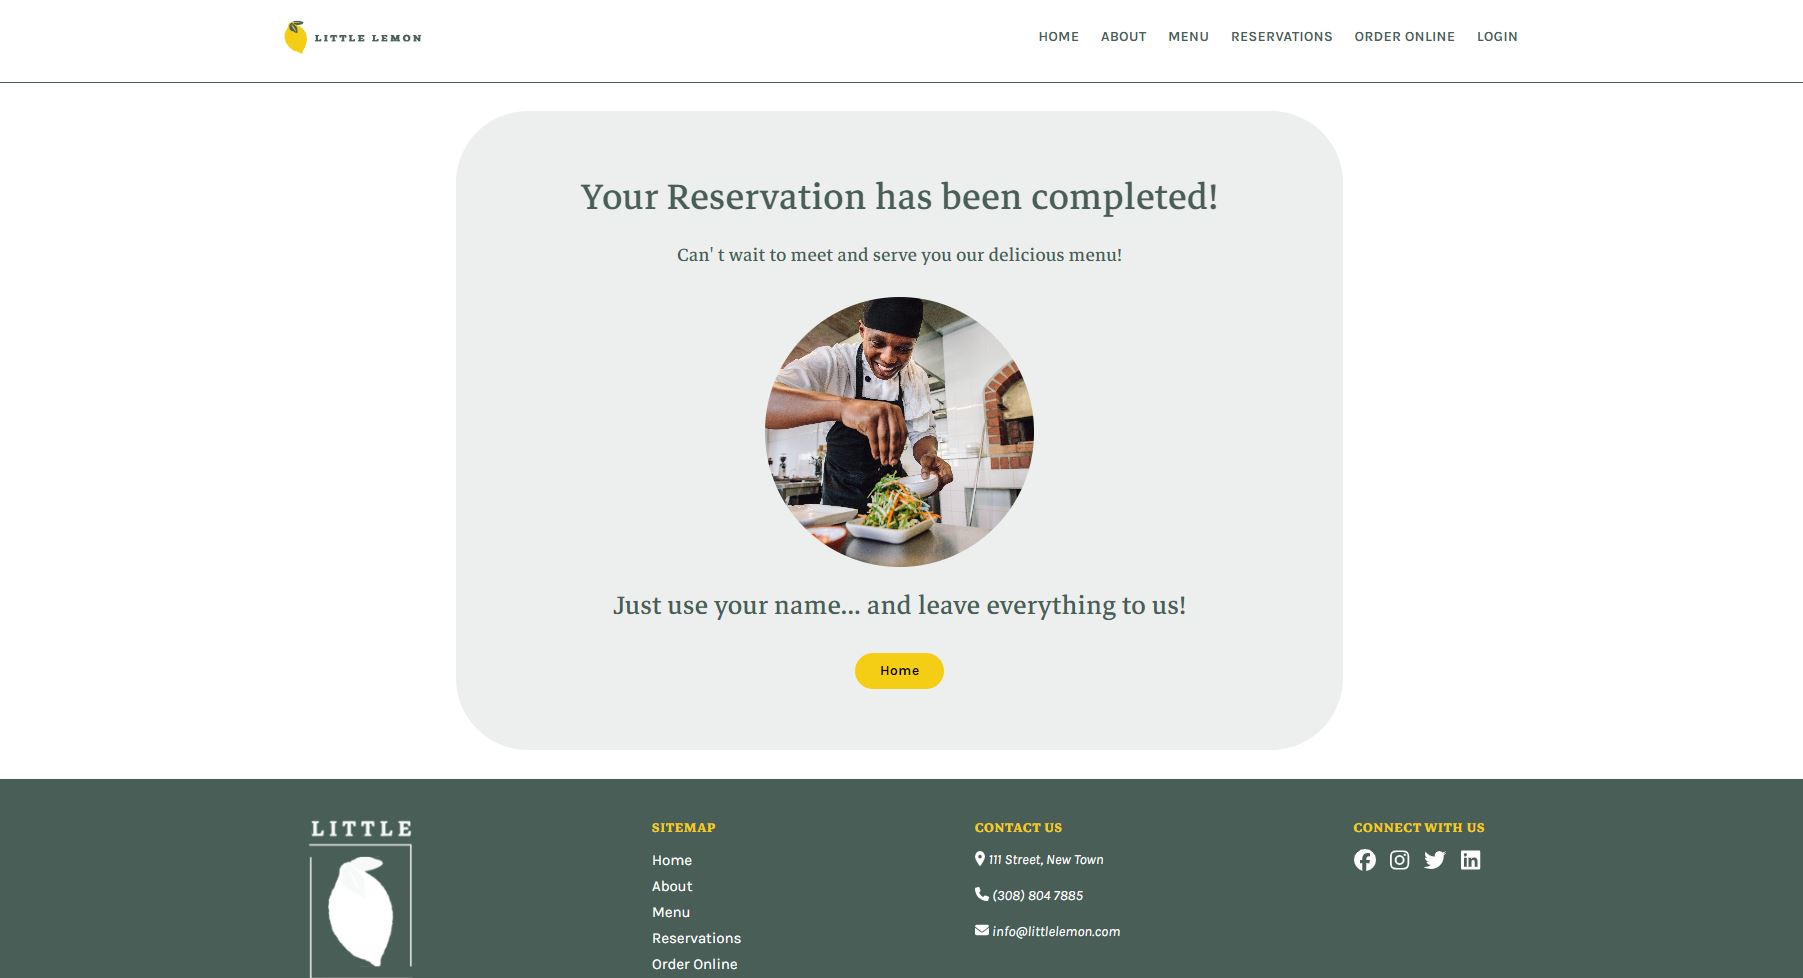 LITTLE LEMON
HOME ABOUT MENU RESERVATIONS ORDER ONLINE LOGIN
Your Reservation has been completed!
Can' t wait to meet and serve you our delicious menu!
Just use your name... and leave everything to us!
Home
LITTLE
SITEMAP
Home
About
Menu
Reservations
Order Online
CONTACT US
111 Street, New Town
(308) 804 7885
info@littlelemon.com
CONNECT WITH US